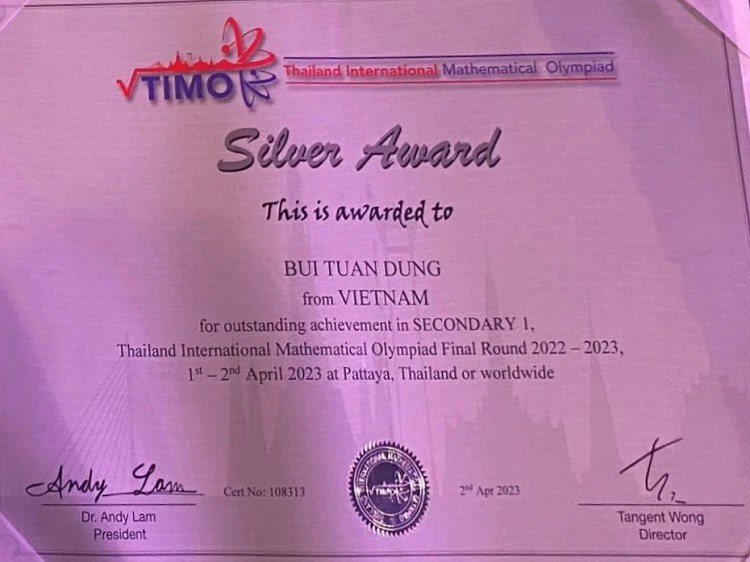 TIMO
Thailand International Mathematical Olympiad
Silver Award
This is awarded to
BUI TUAN DUNG
from VIETNAM
for outstanding achievement in SECONDARY 1,
Thailand International Mathematical Olympiad Final Round 2022 – 2023,
1st – 2nd April 2023 at Pattaya, Thailand or worldwide
Andy Lam
Cert No: 108313
2nd Apr 2023
Dr. Andy Lam
President
Tangent Wong
Director